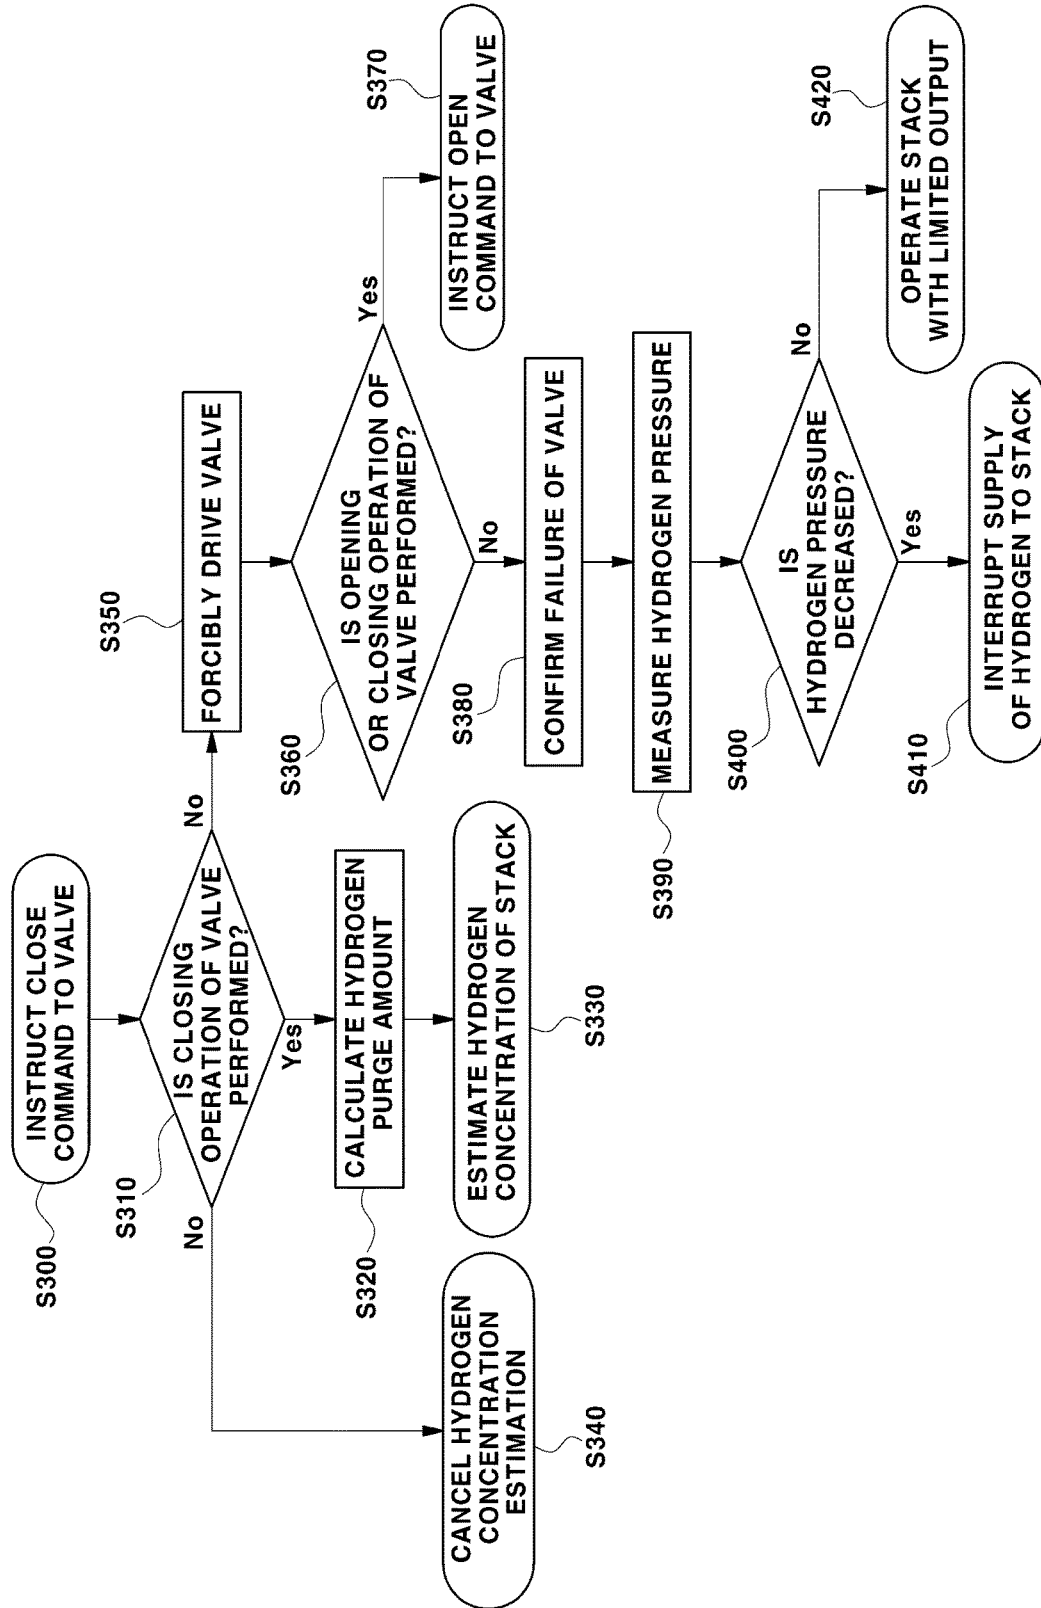 S300
INSTRUCT CLOSE
COMMAND TO VALVE
S310
IS CLOSING
OPERATION OF VALVE
PERFORMED?
No
No
Yes
S320
CALCULATE HYDROGEN
PURGE AMOUNT
S330
ESTIMATE HYDROGEN
CONCENTRATION OF STACK
S340
CANCEL HYDROGEN
CONCENTRATION
ESTIMATION
S350
FORCIBLY DRIVE VALVE
S360
IS OPENING
OR CLOSING OPERATION OF
VALVE PERFORMED?
Yes
No
S370
INSTRUCT OPEN
COMMAND TO VALVE
S380
CONFIRM FAILURE OF VALVE
S390
MEASURE HYDROGEN PRESSURE
S400
IS
HYDROGEN PRESSURE
DECREASED?
No
Yes
S410
INTERRUPT SUPPLY
OF HYDROGEN TO STACK
S420
OPERATE STACK
WITH LIMITED OUTPUT